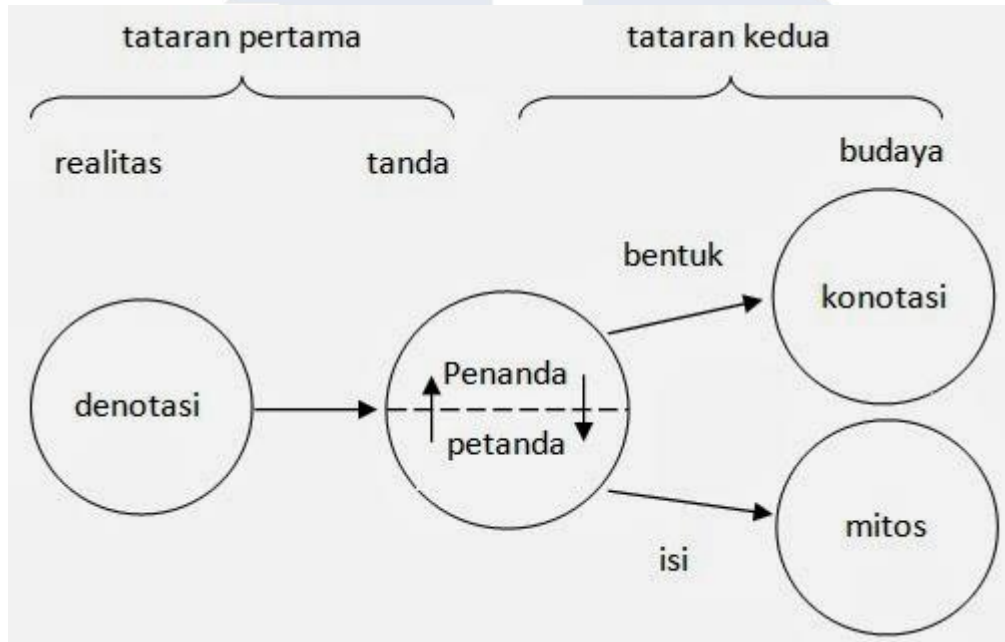 tataran pertama
tataran kedua
realitas
tanda
budaya
bentuk
konotasi
denotasi
Penanda
petanda
isi
mitos